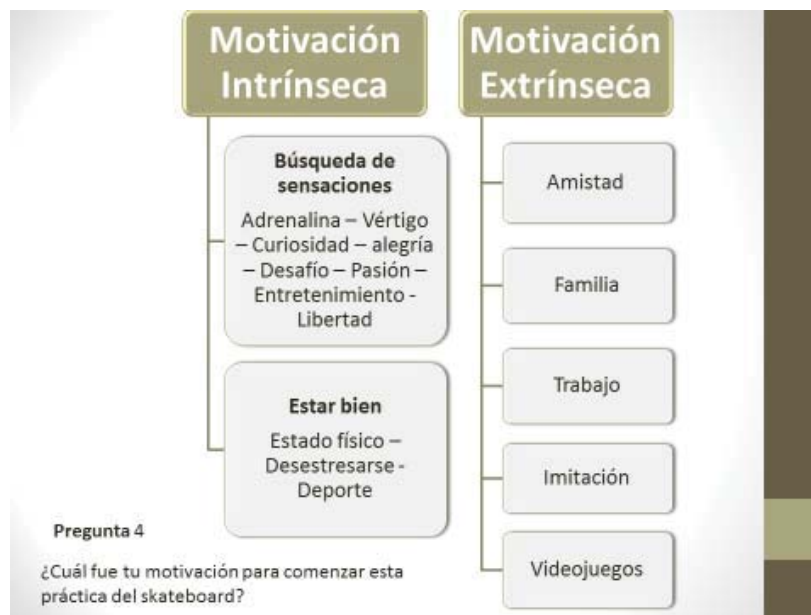 Motivación
Intrínseca
Búsqueda de
sensaciones
Adrenalina – Vértigo
– Curiosidad – alegría
– Desafío – Pasión –
Entretenimiento -
Libertad
Estar bien
Estado físico –
Desestresarse -
Deporte
Motivación
Extrínseca
Amistad
Familia
Trabajo
Imitación
Videojuegos
Pregunta 4
¿Cuál fue tu motivación para comenzar esta
práctica del skateboard?